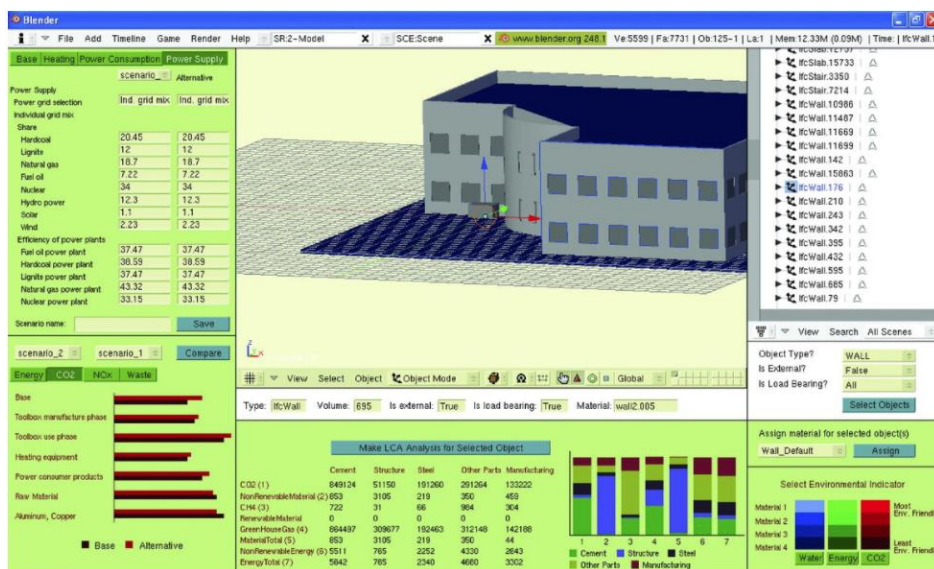 Blender
File Add Timeline Game Render Help SR:2-Model X SCE:Scene X www.blender.org 248.1 Ve:5599 | Fa:7731 | Ob:125-1 | La:1 | Mem:12.33M (0.09M) | Time: | IfcWall.1
Base Heating Power Consumption Power Supply
scenario_ Alternative
Power Supply
Power grid selection Ind. grid mix Ind. grid mix
Individual grid mix
Share
Hardcoal 20.45 20.45
Lignite 12 12
Natural gas 18.7 18.7
Fuel oil 7.22 7.22
Nuclear 34 34
Hydro power 12.3 12.3
Solar 1.1 1.1
Wind 2.23 2.23
Efficiency of power plants
Fuel oil power plant 37.47 37.47
Hardcoal power plant 38.59 38.59
Lignite power plant 37.47 37.47
Natural gas power plant 43.32 43.32
Nuclear power plant 33.15 33.15
Scenario name: Save
scenario_2 scenario_1 Compare
Energy CO2 NOx Waste
Base
Toolbox manufacture phase
Toolbox use phase
Heating equipment
Power consumer products
Raw Material
Aluminum, Copper
Base Alternative
Z
X
View Select Object Object Mode Global
Type: IfcWall Volume: 695 Is external: True Is load bearing: True Material: wall2.005
Make LCA Analysis for Selected Object
Cement Structure Steel Other Parts Manufacturing
CO2 (1) 849124 51150 191260 291264 133222
NonRenewableMaterial (2) 853 3105 219 350 459
CH4 (3) 722 31 66 984 304
RenewableMaterial 0 0 0 0 0
GreenHouseGas (4) 864497 309677 192463 312148 142188
MaterialTotal (5) 853 3105 219 350 44
NonRenewableEnergy (6) 5511 765 2252 4330 2643
EnergyTotal (7) 5842 785 2340 4660 3302
1 2 3 4 5 6 7
Cement Structure Steel
Other Parts Manufacturing
IfcSlab.15733
IfcStair.3350
IfcStair.7214
IfcWall.10986
IfcWall.11487
IfcWall.11669
IfcWall.11699
IfcWall.142
IfcWall.15863
IfcWall.176
IfcWall.210
IfcWall.243
IfcWall.342
IfcWall.395
IfcWall.432
IfcWall.595
IfcWall.685
IfcWall.79
View Search All Scenes
Object Type? WALL
Is External? False
Is Load Bearing? All
Select Objects
Assign material for selected object(s)
Wall_Default Assign
Select Environmental Indicator
Material 1 Most
Material 2 Env. Friendly
Material 3 Least
Material 4 Env. Friendly
Water Energy CO2